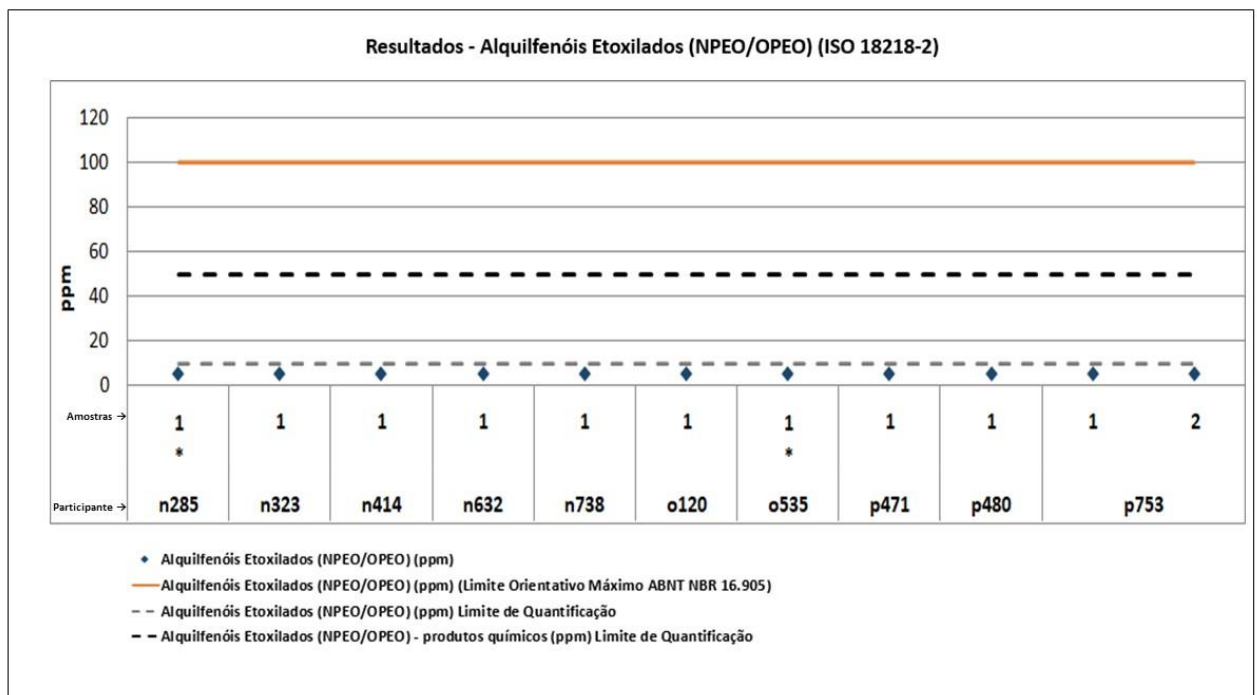 Resultados - Alquilfenóis Etoxilados (NPEO/OPEO) (ISO 18218-2)
120
100
80
60
40
20
0
ppm
Amostras → 1 1 1 1 1 1 1 1 1 1 2
* *
Participante → n285 n323 n414 n632 n738 o120 o535 p471 p480 p753
Alquilfenóis Etoxilados (NPEO/OPEO) (ppm)
Alquilfenóis Etoxilados (NPEO/OPEO) (ppm) (Limite Orientativo Máximo ABNT NBR 16.905)
Alquilfenóis Etoxilados (NPEO/OPEO) (ppm) Limite de Quantificação
Alquilfenóis Etoxilados (NPEO/OPEO) - produtos químicos (ppm) Limite de Quantificação